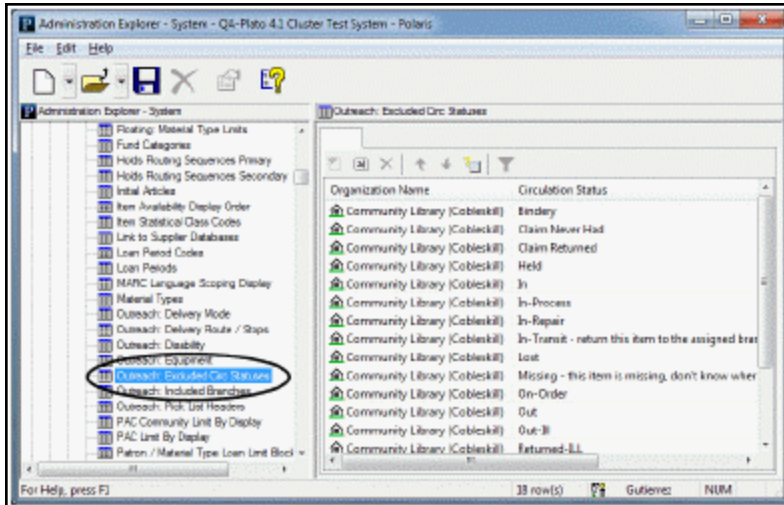 Administration Explorer - System - QA-Plato 4.1 Cluster Test System - Polaris
File Edit Help
Administration Explorer - System
Floating: Material Type Limits
Fund Categories
Holds Routing Sequences Primary
Holds Routing Sequences Secondary
Initial Articles
Item Availability Display Order
Item Statistical Class Codes
Link to Supplier Databases
Loan Period Codes
Loan Periods
MARC Language Scoping Display
Material Types
Outreach: Delivery Mode
Outreach: Delivery Route / Stops
Outreach: Disability
Outreach: Equipment
Outreach: Excluded Circ Statuses
Outreach: Included Branches
Outreach: Pick List Headers
PAC Community Limit By Display
PAC Limit By Display
Patron / Material Type Loan Limit Block
Outreach: Excluded Circ Statuses
Organization Name Circulation Status
Community Library (Cobleskill) Bindery
Community Library (Cobleskill) Claim Never Had
Community Library (Cobleskill) Claim Returned
Community Library (Cobleskill) Held
Community Library (Cobleskill) In
Community Library (Cobleskill) In-Process
Community Library (Cobleskill) In-Repair
Community Library (Cobleskill) In-Transit - return this item to the assigned bran
Community Library (Cobleskill) Lost
Community Library (Cobleskill) Missing - this item is missing, don't know wher
Community Library (Cobleskill) On-Order
Community Library (Cobleskill) Out
Community Library (Cobleskill) Out-Ill
Community Library (Cobleskill) Returned-ILL
For Help, press F1 18 row(s) Gutierrez NUM